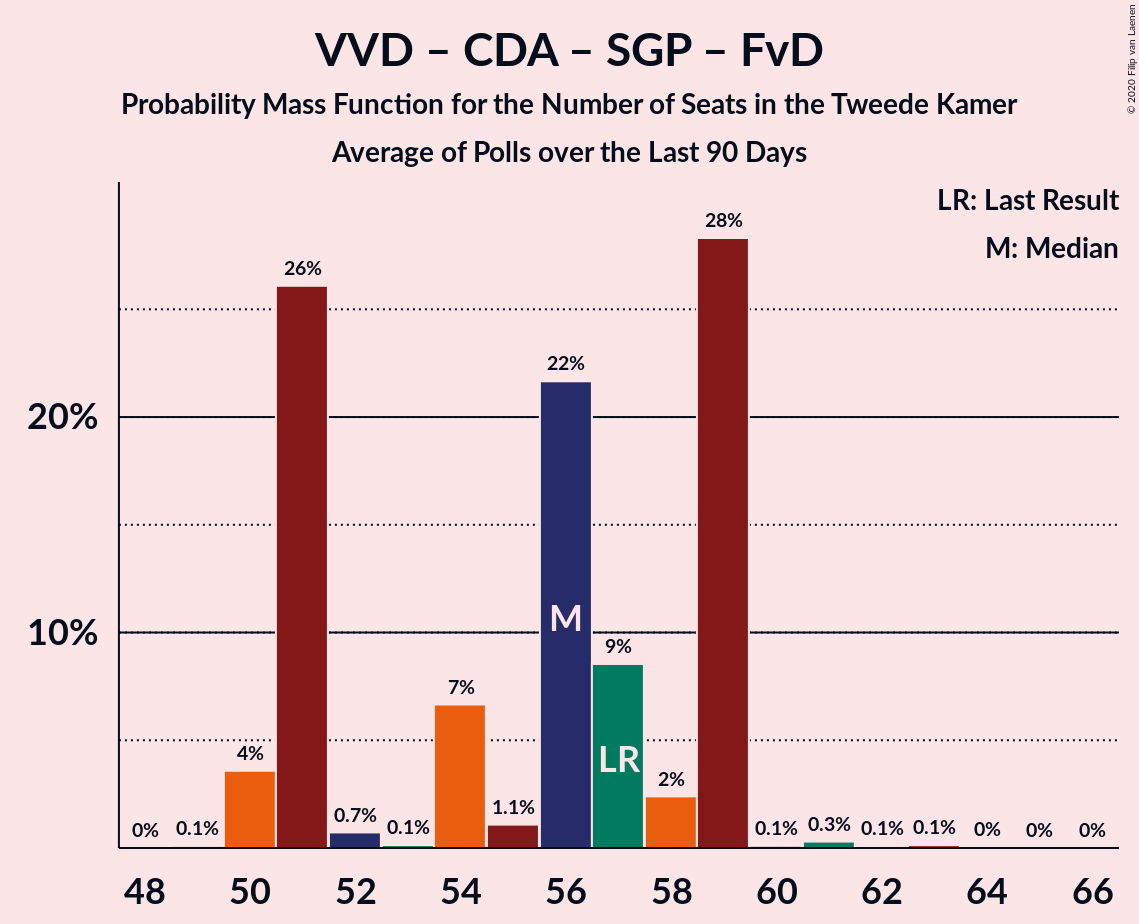 VVD – CDA – SGP – FvD
Probability Mass Function for the Number of Seats in the Tweede Kamer
Average of Polls over the Last 90 Days
© 2020 Filip van Laenen
LR: Last Result
M: Median
20%
10%
0%
0.1%
4%
26%
0.7%
0.1%
7%
1.1%
22%
9%
2%
28%
0.1%
0.3%
0.1%
0.1%
0%
0%
0%
M
LR
48 50 52 54 56 58 60 62 64 66